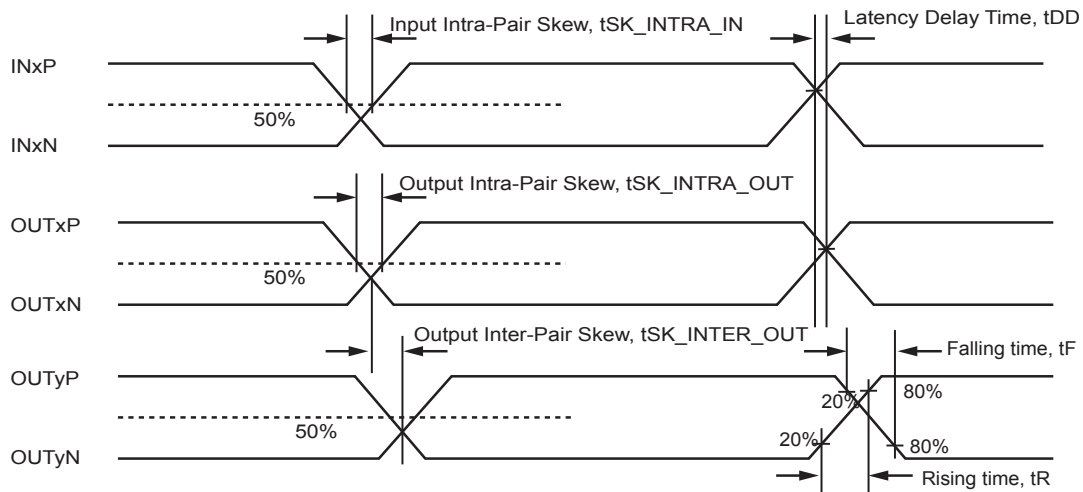 Input Intra-Pair Skew, tSK_INTRA_IN
Latency Delay Time, tDD
INxP
50%
INxN
Output Intra-Pair Skew, tSK_INTRA_OUT
OUTxP
50%
OUTxN
Output Inter-Pair Skew, tSK_INTER_OUT
Falling time, tF
OUTyP
20%
80%
50%
20%
80%
OUTyN
Rising time, tR